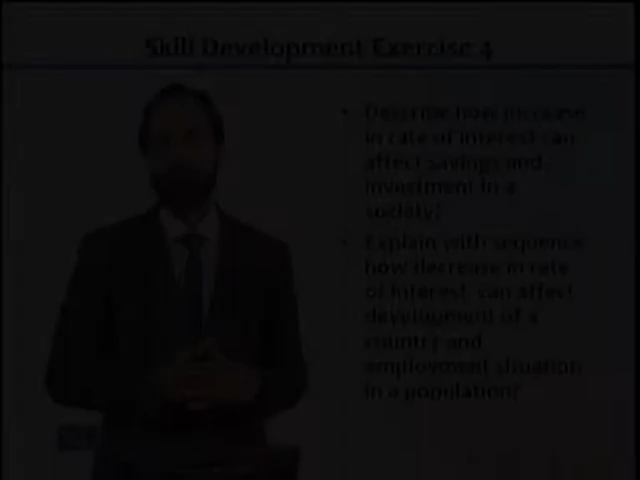 Skill Development Exercise 4
• Describe how increase
in rate of interest can
affect savings and
investment in a
society?
• Explain with sequence
how decrease in rate
of interest, can affect
development of a
country and
employment situation
in a population?